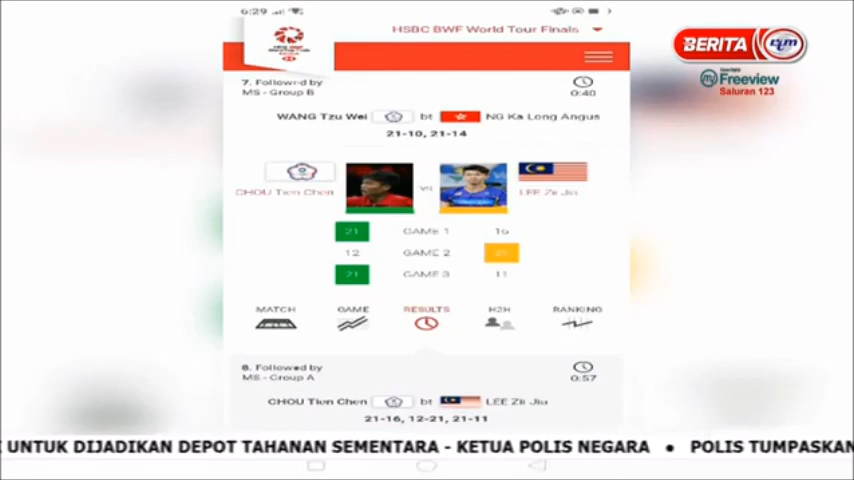 6:29
HSBC BWF World Tour Finals
BERITA
Freeview
Saluran 123
7. Followed by
MS - Group B
0:40
WANG Tzu Wei bt NG Ka Long Angus
21-10, 21-14
CHOU Tien Chen vs LEE Zii Jia
21 GAME 1 16
12 GAME 2
21 GAME 3 11
MATCH GAME RESULTS H2H RANKING
8. Followed by
MS - Group A
0:57
CHOU Tien Chen bt LEE Zii Jia
21-16, 12-21, 21-11
UNTUK DIJADIKAN DEPOT TAHANAN SEMENTARA - KETUA POLIS NEGARA • POLIS TUMPASKAN